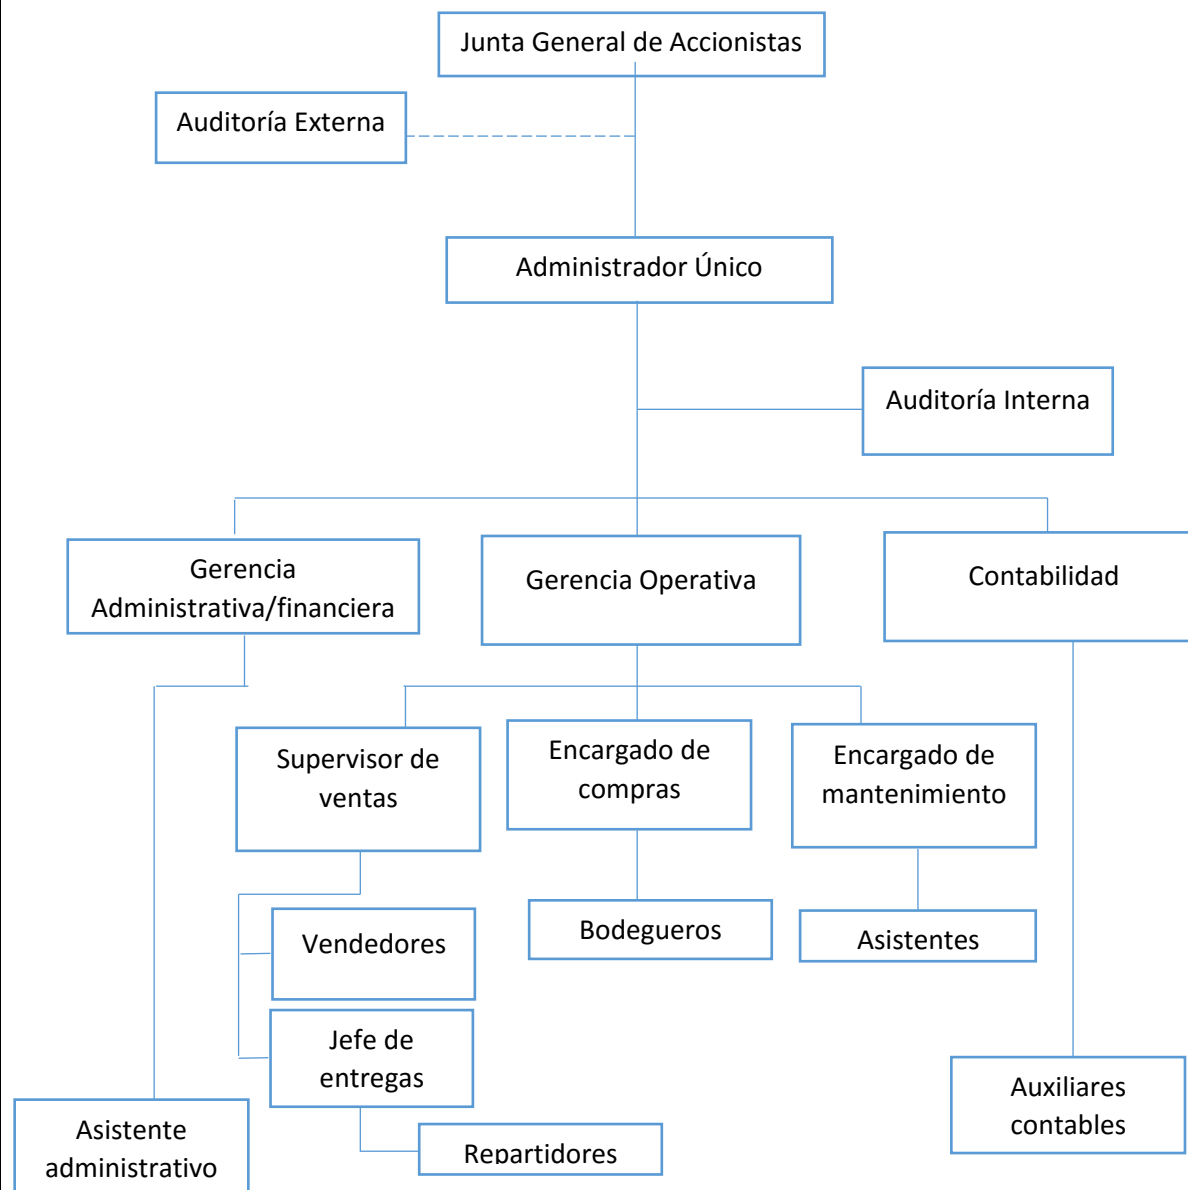 Junta General de Accionistas
Auditoría Externa
Administrador Único
Auditoría Interna
Gerencia
Administrativa/financiera
Gerencia Operativa
Contabilidad
Supervisor de
ventas
Encargado de
compras
Encargado de
mantenimiento
Vendedores
Bodegueros
Asistentes
Jefe de
entregas
Repartidores
Asistente
administrativo
Auxiliares
contables